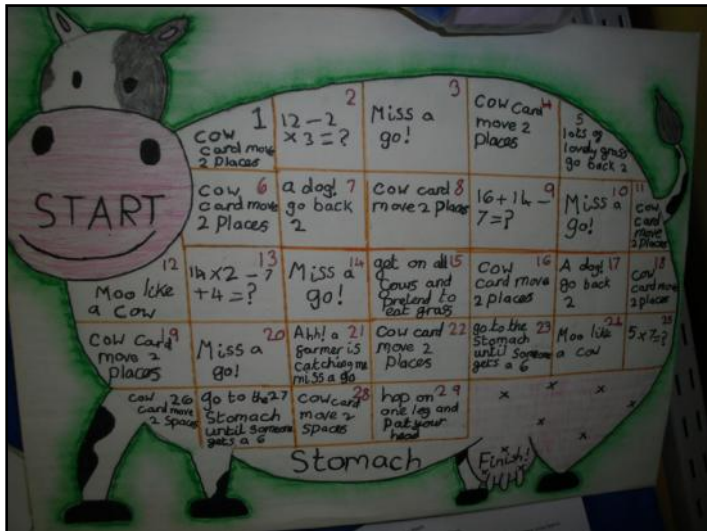 START
1
cow
card move
2 Places
2
12 - 2
x 3 = ?
3
Miss a
go!
4
Cow card
move 2
places
5
lots of
lovely grass
go back 2
6
Cow
card move
2 Places
7
a dog!
go back
2
8
Cow card
move 2 Places
9
16 + 14 -
7 = ?
10
Miss a
go!
11
Cow
card
move
2 places
12
Moo like
a cow
13
14 x 2 - 7
+ 4 = ?
14
Miss a
go!
15
get on all
fours and
pretend to
eat grass
16
Cow
card move
2 places
17
A dog!
go back
2
18
Cow
card move
2 places
19
Cow Card
move 2
places
20
Miss a
go!
21
Ahh! a
farmer is
catching me
miss a go
22
Cow card
move 2
places
23
go to the
Stomach
until someone
gets a 6
24
Moo like
a cow
25
5 x 7 = ?
26
Cow
card move
2 Spaces
27
go to the
Stomach
until someone
gets a 6
28
Cow card
move 2
spaces
29
hop on
one leg and
pat your
head
Stomach
Finish!